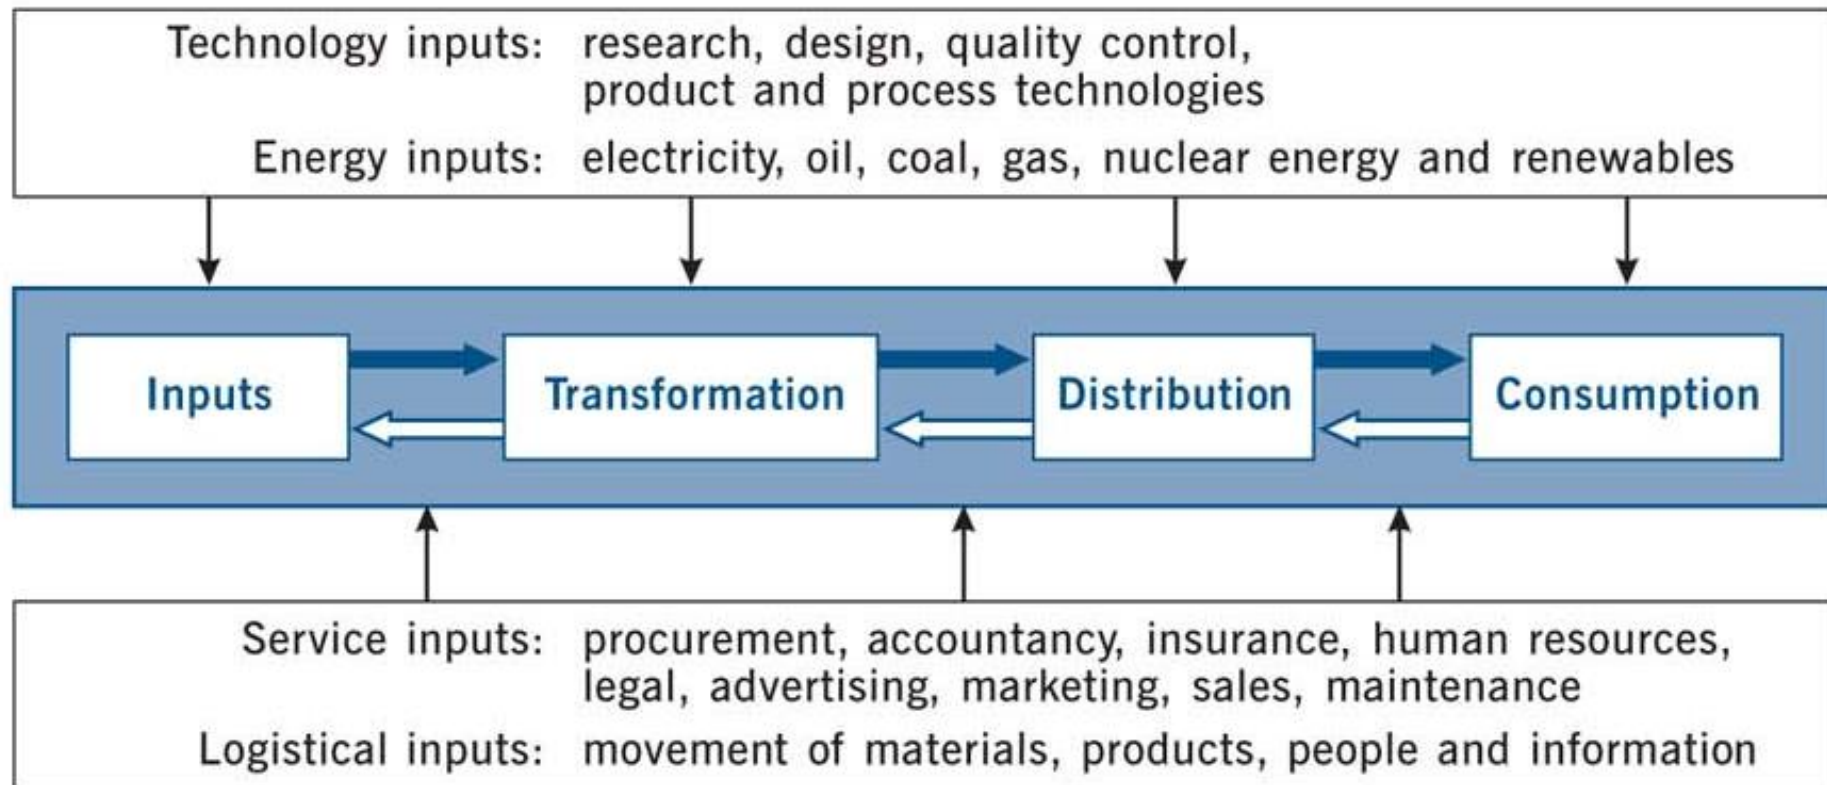 Technology inputs: research, design, quality control,
product and process technologies
Energy inputs: electricity, oil, coal, gas, nuclear energy and renewables
Inputs
Transformation
Distribution
Consumption
Service inputs: procurement, accountancy, insurance, human resources,
legal, advertising, marketing, sales, maintenance
Logistical inputs: movement of materials, products, people and information